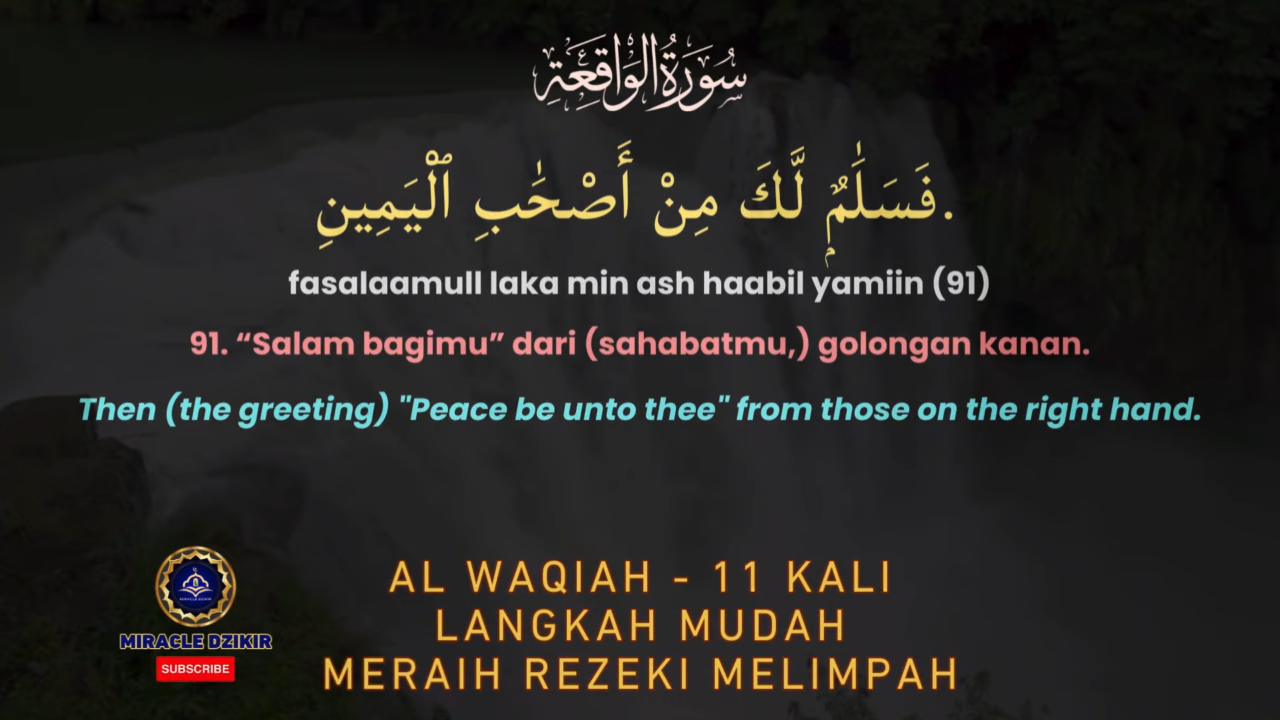 سُورَةُ الوَاقِعَةِ
فَسَلَٰمٌ لَّكَ مِنْ أَصْحَٰبِ ٱلْيَمِينِ.
fasalaamull laka min ash haabil yamiin (91)
91. “Salam bagimu” dari (sahabatmu,) golongan kanan.
Then (the greeting) "Peace be unto thee" from those on the right hand.
AL WAQIAH - 11 KALI
LANGKAH MUDAH
MERAIH REZEKI MELIMPAH
MIRACLE DZIKIR
MIRACLE DZIKIR
SUBSCRIBE